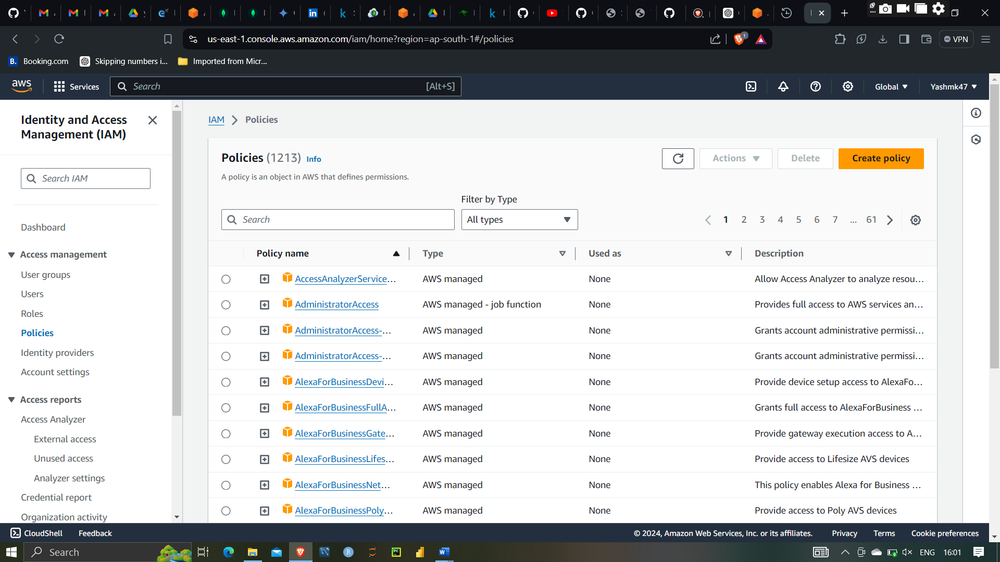 us-east-1.console.aws.amazon.com/iam/home?region=ap-south-1#/policies
1
VPN
Booking.com
Skipping numbers i...
Imported from Micr...
aws
Services
Search
[Alt+S]
Global
Yashmk47
Identity and Access
Management (IAM)
Search IAM
Dashboard
Access management
User groups
Users
Roles
Policies
Identity providers
Account settings
Access reports
Access Analyzer
External access
Unused access
Analyzer settings
Credential report
Organization activity
IAM
Policies
Policies (1213) Info
A policy is an object in AWS that defines permissions.
Actions
Delete
Create policy
Filter by Type
Search
All types
1 2 3 4 5 6 7 ... 61
Policy name Type Used as Description
AccessAnalyzerService... AWS managed None Allow Access Analyzer to analyze resou...
AdministratorAccess AWS managed - job function None Provides full access to AWS services an...
AdministratorAccess-... AWS managed None Grants account administrative permissi...
AdministratorAccess-... AWS managed None Grants account administrative permissi...
AlexaForBusinessDevi... AWS managed None Provide device setup access to AlexaFo...
AlexaForBusinessFullA... AWS managed None Grants full access to AlexaForBusiness ...
AlexaForBusinessGate... AWS managed None Provide gateway execution access to A...
AlexaForBusinessLifes... AWS managed None Provide access to Lifesize AVS devices
AlexaForBusinessNet... AWS managed None This policy enables Alexa for Business ...
AlexaForBusinessPoly... AWS managed None Provide access to Poly AVS devices
CloudShell
Feedback
© 2024, Amazon Web Services, Inc. or its affiliates.
Privacy
Terms
Cookie preferences
Search
ENG
16:01